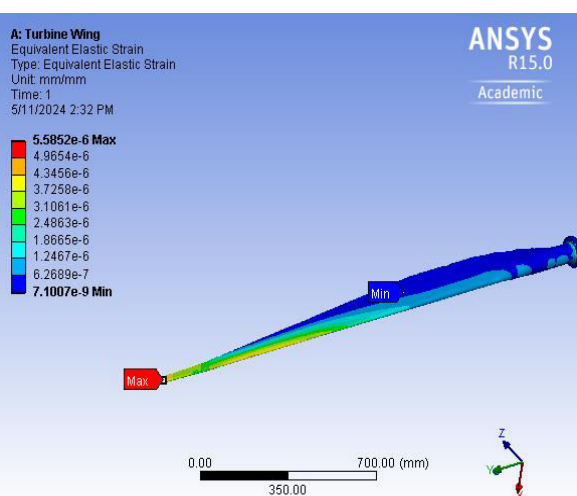 A: Turbine Wing
Equivalent Elastic Strain
Type: Equivalent Elastic Strain
Unit: mm/mm
Time: 1
5/11/2024 2:32 PM
ANSYS
R15.0
Academic
5.5852e-6 Max
4.9654e-6
4.3456e-6
3.7258e-6
3.1061e-6
2.4863e-6
1.8665e-6
1.2467e-6
6.2689e-7
7.1007e-9 Min
Min
Max
0.00 700.00 (mm)
350.00
Z
Y